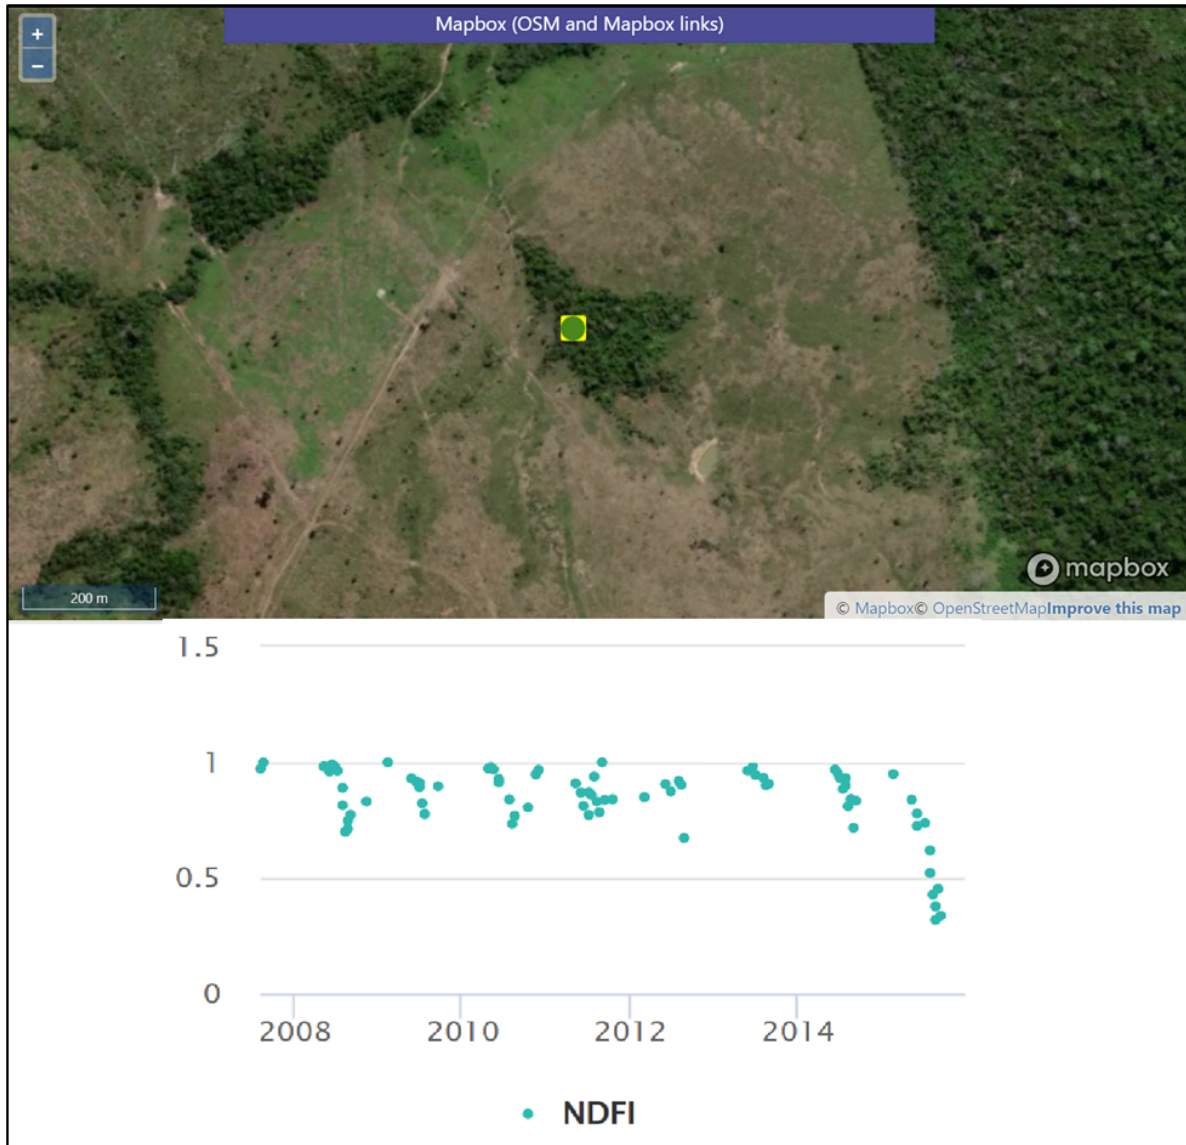 Mapbox (OSM and Mapbox links)
+
−
200 m
mapbox
© Mapbox© OpenStreetMapImprove this map
1.5
1
0.5
0
2008 2010 2012 2014
NDFI